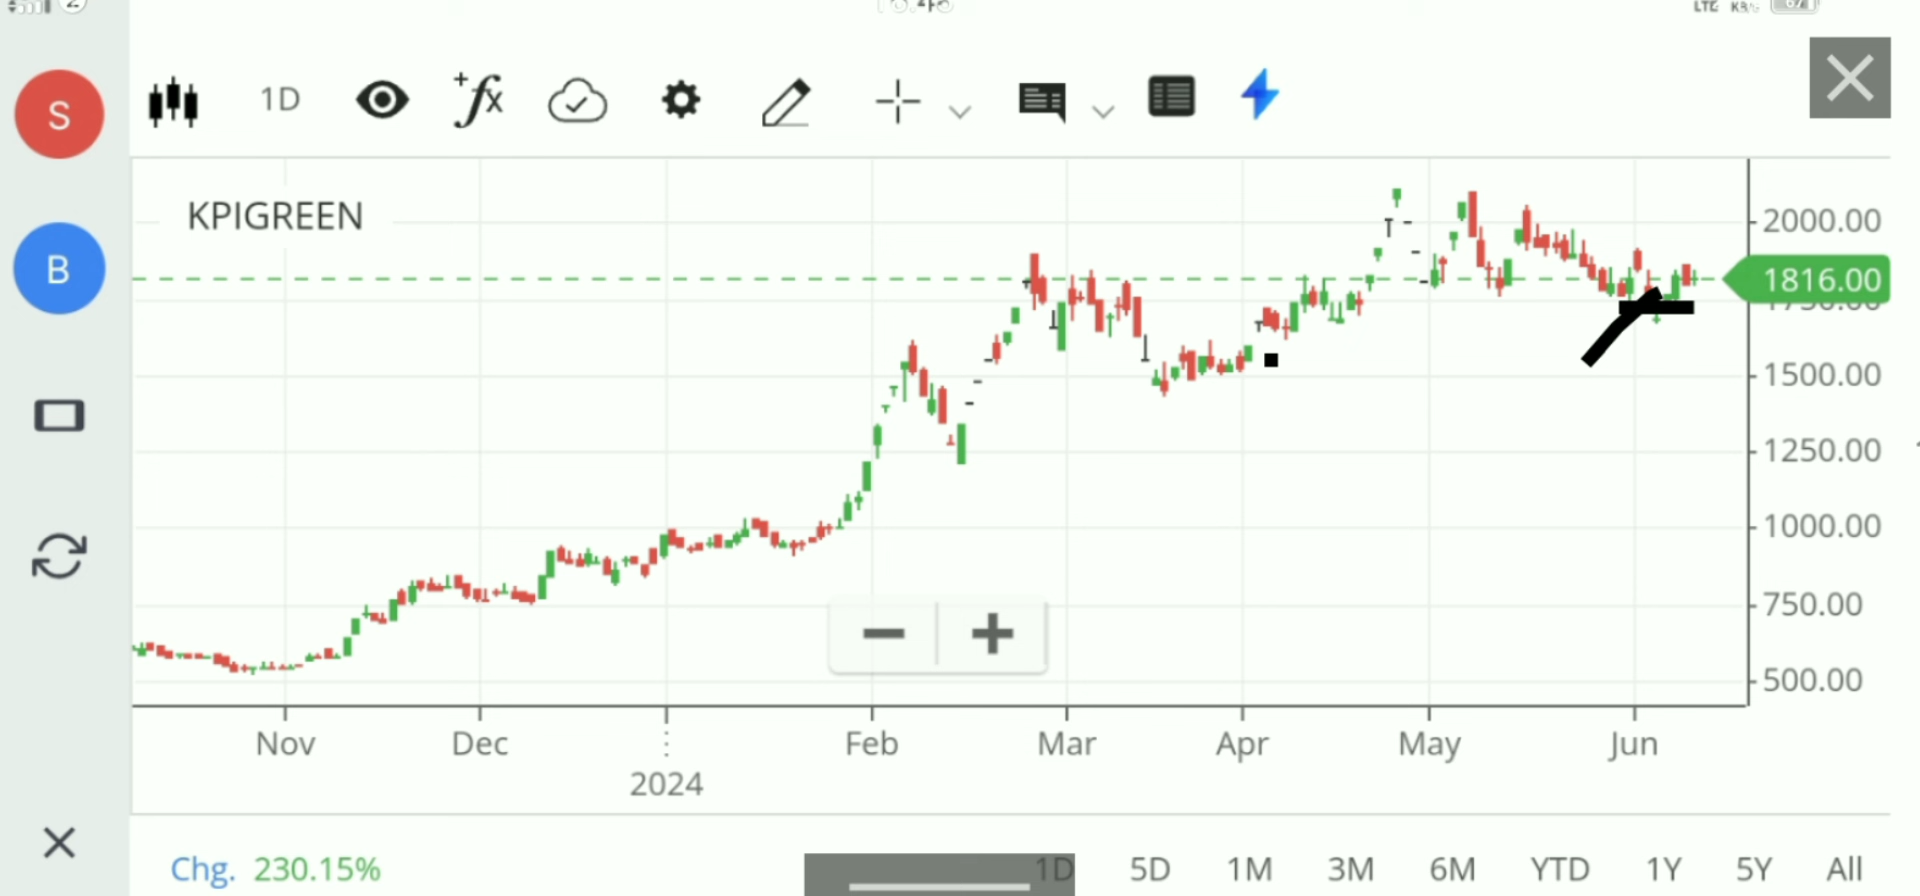 2
S
1D
KPIGREEN
2000.00
1816.00
B
1500.00
1250.00
1000.00
750.00
500.00
Nov Dec Feb Mar Apr May Jun
2024
Chg. 230.15%
1D 5D 1M 3M 6M YTD 1Y 5Y All